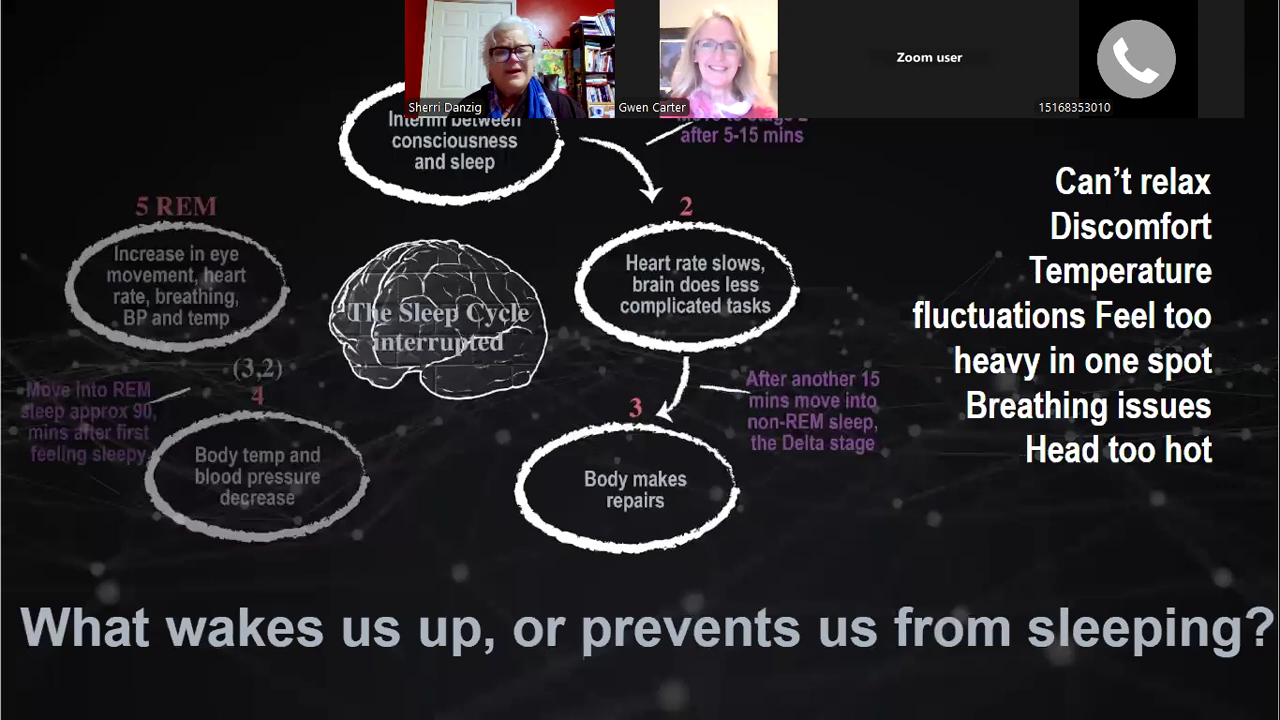 Sherri Danzig
Gwen Carter
Zoom user
15168353010
Interim between
consciousness
and sleep
Move to stage 2
after 5-15 mins
Can't relax
Discomfort
Temperature
fluctuations Feel too
heavy in one spot
Breathing issues
Head too hot
5 REM
Increase in eye
movement, heart
rate, breathing,
BP and temp
2
Heart rate slows,
brain does less
complicated tasks
The Sleep Cycle
interrupted
(3,2)
4
Move into REM
sleep approx 90,
mins after first
feeling sleepy
Body temp and
blood pressure
decrease
3
Body makes
repairs
After another 15
mins move into
non-REM sleep,
the Delta stage
What wakes us up, or prevents us from sleeping?